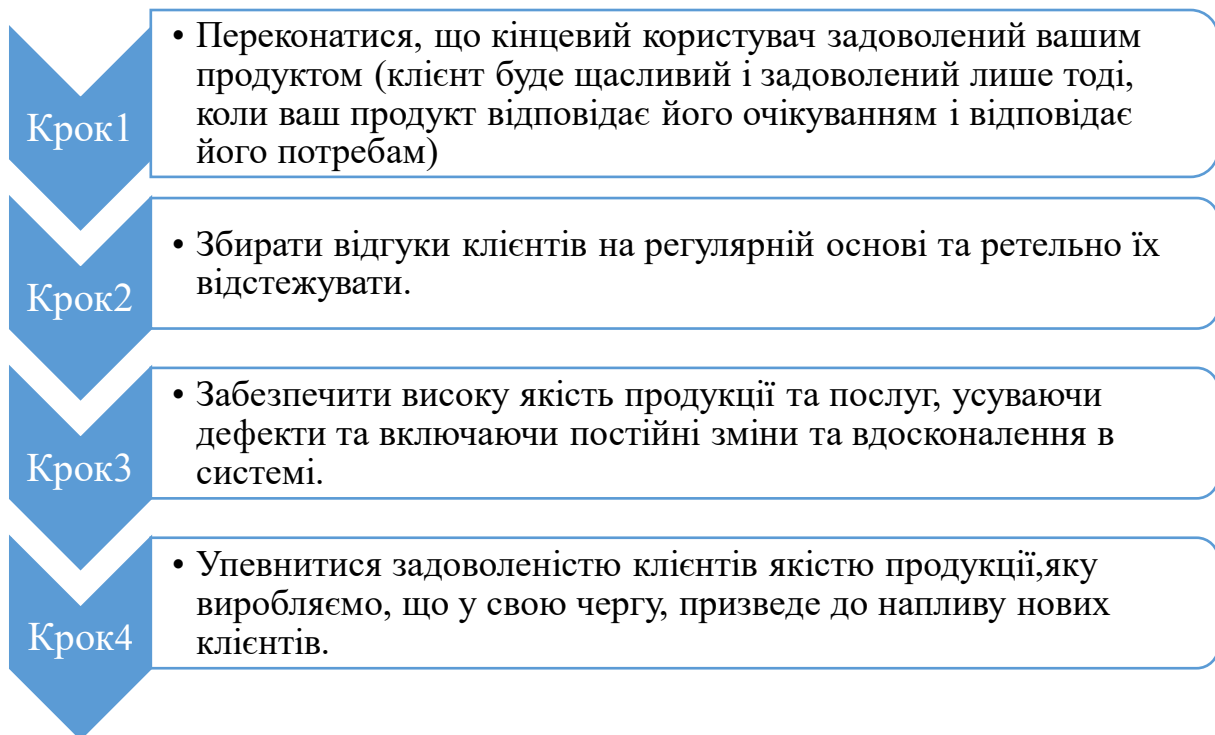 Крок1
• Переконатися, що кінцевий користувач задоволений вашим
продуктом (клієнт буде щасливий і задоволений лише тоді,
коли ваш продукт відповідає його очікуванням і відповідає
його потребам)
Крок2
• Збирати відгуки клієнтів на регулярній основі та ретельно їх
відстежувати.
Крок3
• Забезпечити високу якість продукції та послуг, усуваючи
дефекти та включаючи постійні зміни та вдосконалення в
системі.
Крок4
• Упевнитися задоволеністю клієнтів якістю продукції,яку
виробляємо, що у свою чергу, призведе до напливу нових
клієнтів.